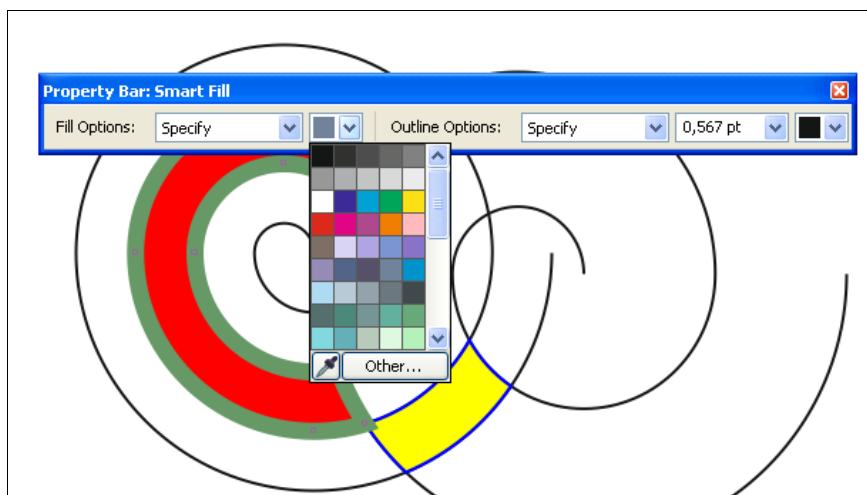 Property Bar: Smart Fill
Fill Options: Specify Outline Options: Specify 0,567 pt
Other...